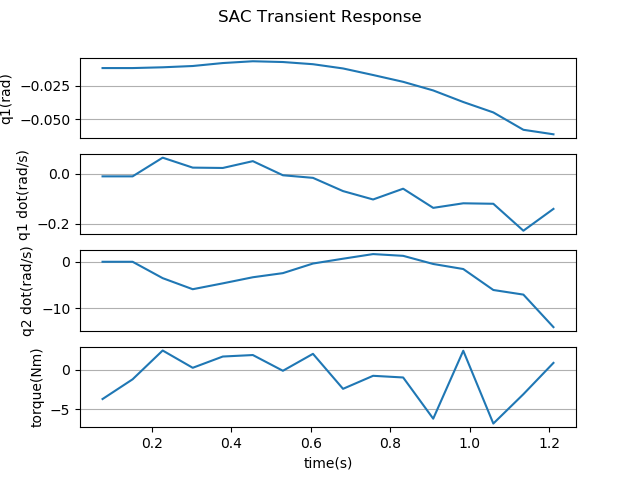 SAC Transient Response
q1(rad)
−0.025
−0.050
q1 dot(rad/s)
0.0
−0.2
q2 dot(rad/s)
0
−10
torque(Nm)
0
−5
0.2 0.4 0.6 0.8 1.0 1.2
time(s)